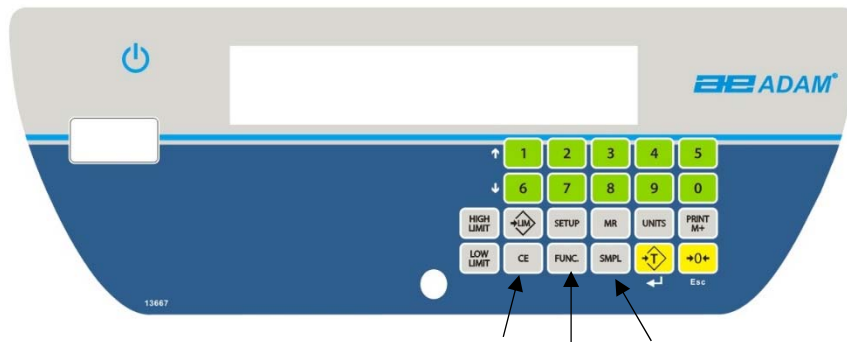 ADAM®
↑ 1 2 3 4 5
↓ 6 7 8 9 0
HIGH LIMIT →LIM SETUP MR UNITS PRINT M+
LOW LIMIT CE FUNC. SMPL →T →0←
↵ Esc
13667